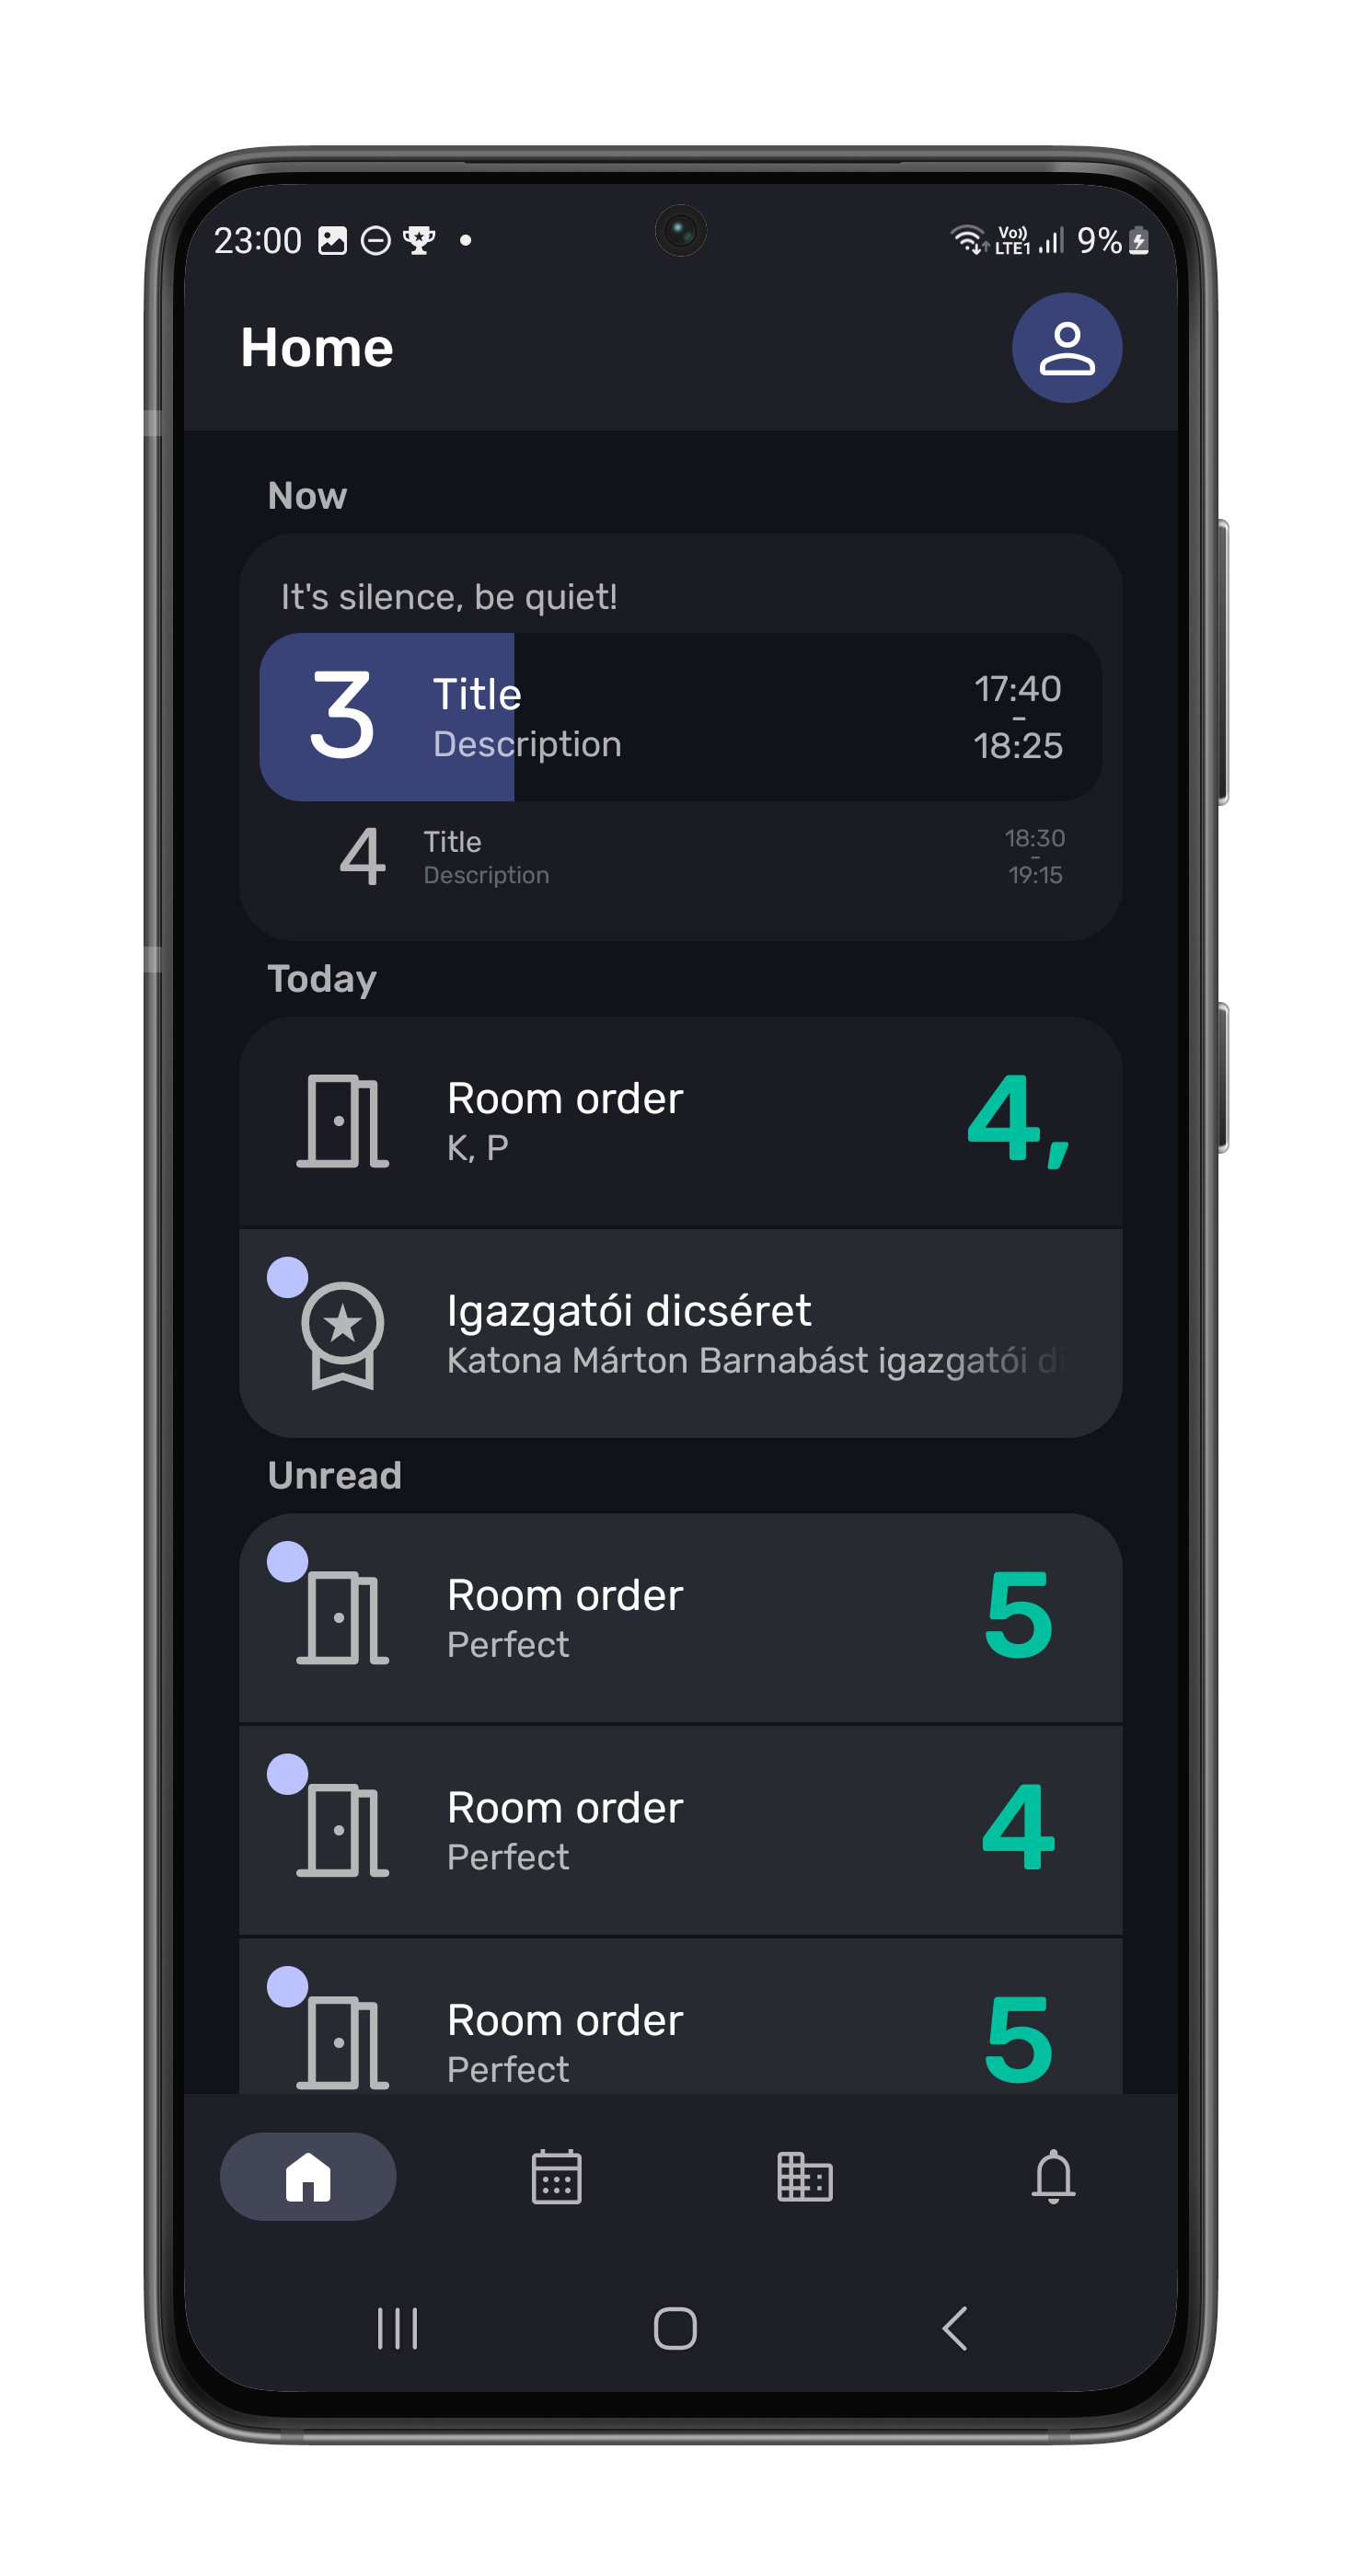 23:00
Vo))
LTE1
9%
Home
Now
It's silence, be quiet!
3
Title
Description
17:40
-
18:25
4
Title
Description
18:30
-
19:15
Today
Room order
K, P
4,
Igazgatói dicséret
Katona Márton Barnabást igazgatói di
Unread
Room order
Perfect
5
Room order
Perfect
4
Room order
Perfect
5